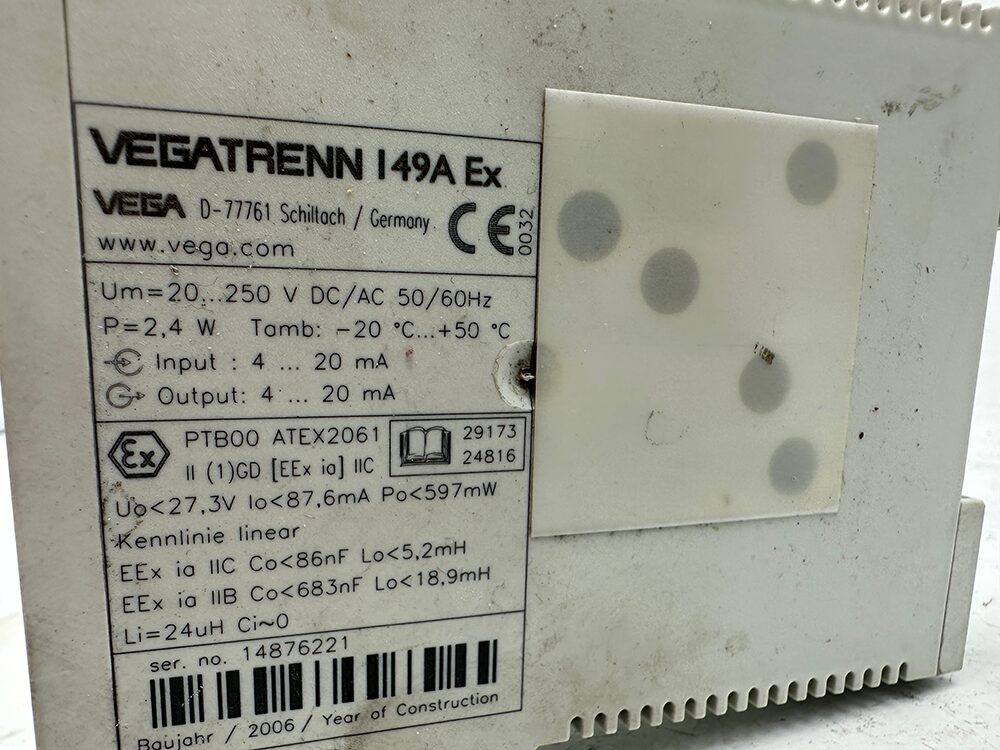 VEGATRENN 149A Ex
VEGA D-77761 Schiltach / Germany
www.vega.com
CE 0032
Um=20...250 V DC/AC 50/60Hz
P=2,4 W Tamb: -20 °C...+50 °C
Input : 4 ... 20 mA
Output: 4 ... 20 mA
Ex
PTB00 ATEX2061
II (1)GD [EEx ia] IIC
29173
24816
Uo<27,3V Io<87,6mA Po<597mW
Kennlinie linear
EEx ia IIC Co<86nF Lo<5,2mH
EEx ia IIB Co<683nF Lo<18,9mH
Li=24uH Ci~0
ser. no. 14876221
Baujahr / 2006 / Year of Construction